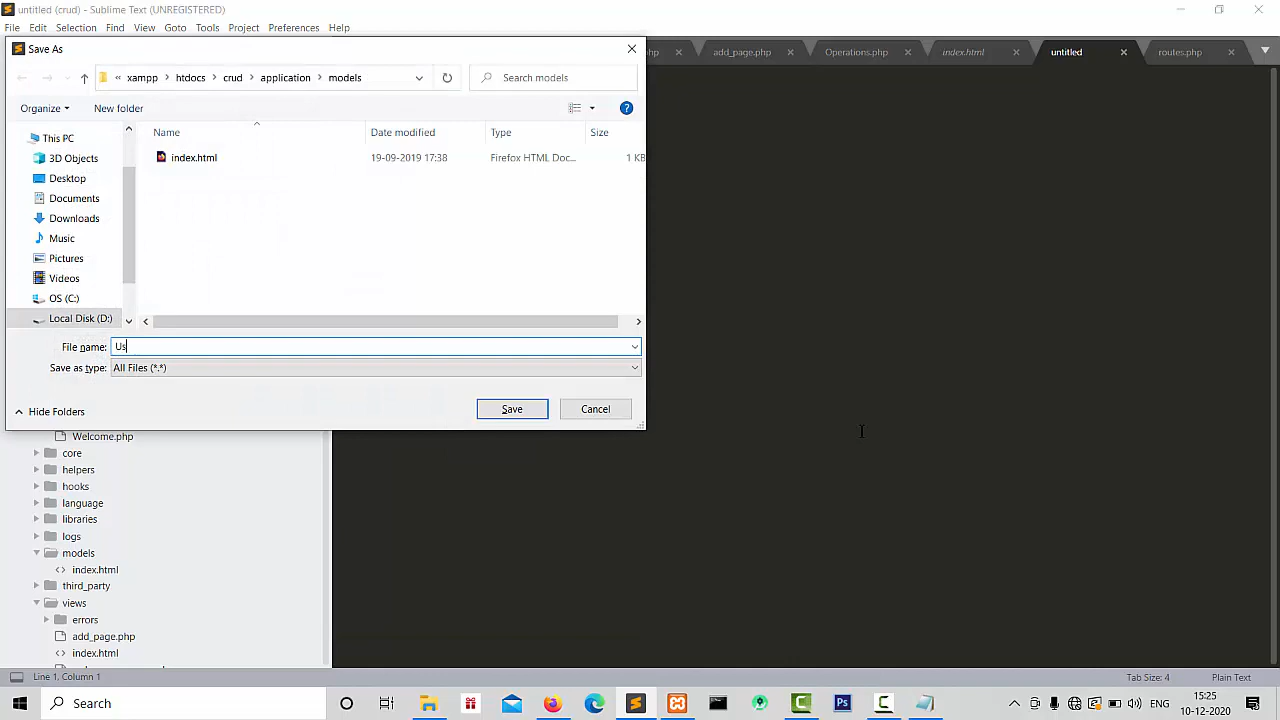 untitled (crud) - Sublime Text (UNREGISTERED)
File Edit Selection Find View Goto Tools Project Preferences Help
Save As
add_page.php Operations.php index.html untitled routes.php
« xampp > htdocs > crud > application > models
Search models
Organize New folder
This PC
3D Objects
Desktop
Documents
Downloads
Music
Pictures
Videos
OS (C:)
Local Disk (D:)
Name Date modified Type Size
index.html 19-09-2019 17:38 Firefox HTML Doc... 1 KB
File name: Us
Save as type: All Files (*.*)
Hide Folders Save Cancel
Welcome.php
core
helpers
hooks
language
libraries
logs
models
<> index.html
third_party
views
errors
add_page.php
<> index.html
Line 1, Column 1 Tab Size: 4 Plain Text
Search Ps ENG 15:25
10-12-2020